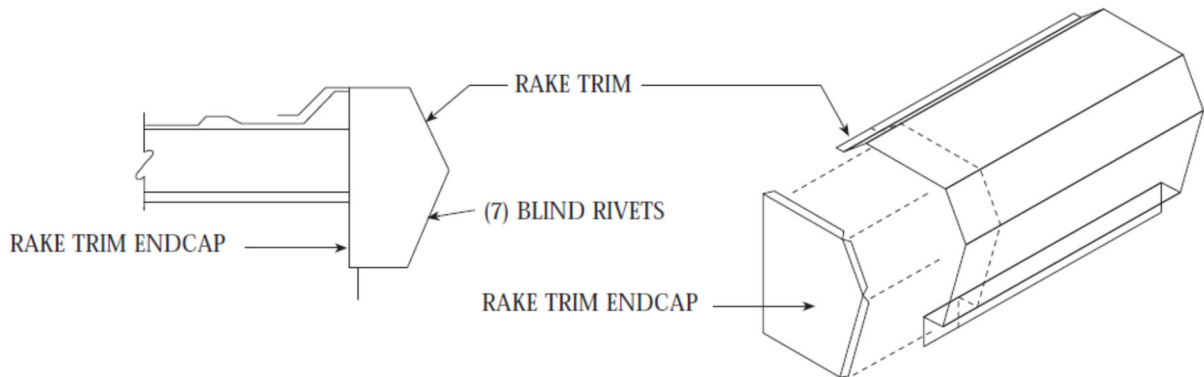 RAKE TRIM
(7) BLIND RIVETS
RAKE TRIM ENDCAP
RAKE TRIM ENDCAP